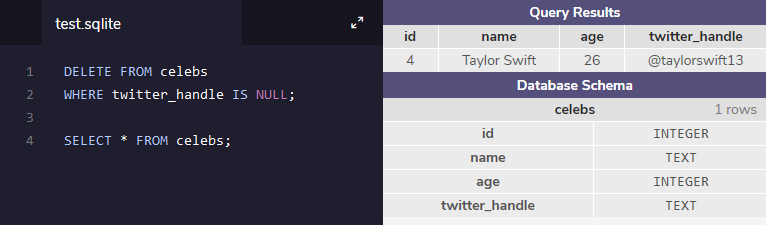 test.sqlite
1 DELETE FROM celebs
2 WHERE twitter_handle IS NULL;
3
4 SELECT * FROM celebs;
Query Results
id name age twitter_handle
4 Taylor Swift 26 @taylorswift13
Database Schema
celebs 1 rows
id INTEGER
name TEXT
age INTEGER
twitter_handle TEXT